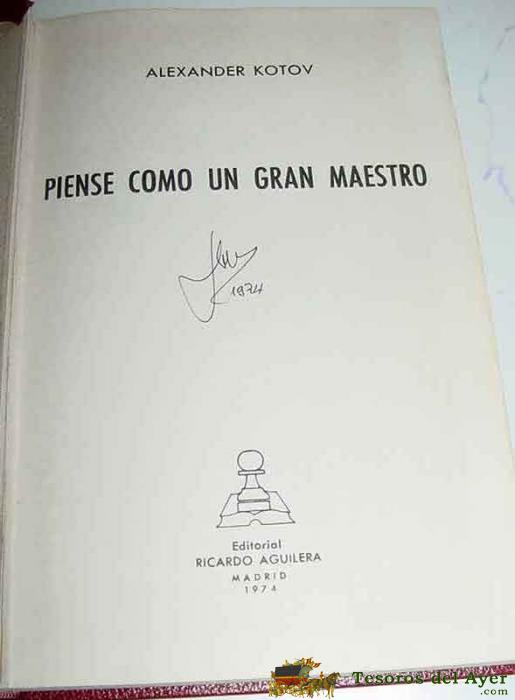 ALEXANDER KOTOV
PIENSE COMO UN GRAN MAESTRO
1974
Editorial
RICARDO AGUILERA
MADRID
1974
Tesoros del Ayer
.com